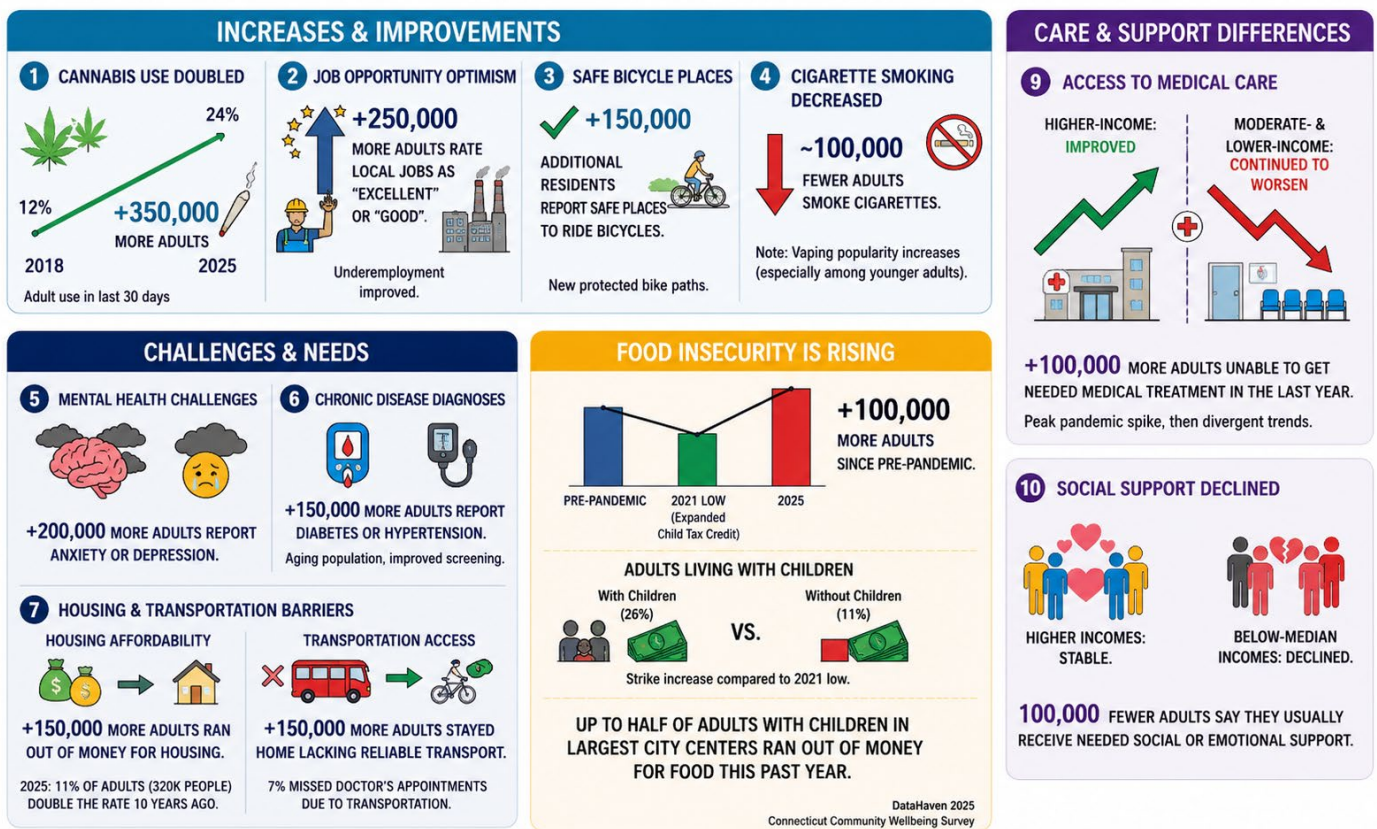 INCREASES & IMPROVEMENTS
1 CANNABIS USE DOUBLED
24%
12%
+350,000
MORE ADULTS
2018 2025
Adult use in last 30 days
2 JOB OPPORTUNITY OPTIMISM
+250,000
MORE ADULTS RATE
LOCAL JOBS AS
“EXCELLENT”
OR “GOOD”.
Underemployment
improved.
3 SAFE BICYCLE PLACES
+150,000
ADDITIONAL
RESIDENTS
REPORT SAFE PLACES
TO RIDE BICYCLES.
New protected bike paths.
4 CIGARETTE SMOKING
DECREASED
~100,000
FEWER ADULTS
SMOKE CIGARETTES.
Note: Vaping popularity increases
(especially among younger adults).
CHALLENGES & NEEDS
5 MENTAL HEALTH CHALLENGES
+200,000 MORE ADULTS REPORT
ANXIETY OR DEPRESSION.
6 CHRONIC DISEASE DIAGNOSES
+150,000 MORE ADULTS REPORT
DIABETES OR HYPERTENSION.
Aging population, improved screening.
7 HOUSING & TRANSPORTATION BARRIERS
HOUSING AFFORDABILITY
$ $
+150,000 MORE ADULTS RAN
OUT OF MONEY FOR HOUSING.
2025: 11% OF ADULTS (320K PEOPLE)
DOUBLE THE RATE 10 YEARS AGO.
TRANSPORTATION ACCESS
+150,000 MORE ADULTS STAYED
HOME LACKING RELIABLE TRANSPORT.
7% MISSED DOCTOR’S APPOINTMENTS
DUE TO TRANSPORTATION.
FOOD INSECURITY IS RISING
+100,000
MORE ADULTS
SINCE PRE-PANDEMIC.
PRE-PANDEMIC
2021 LOW
(Expanded
Child Tax Credit)
2025
ADULTS LIVING WITH CHILDREN
With Children
(26%)
VS.
Without Children
(11%)
Strike increase compared to 2021 low.
UP TO HALF OF ADULTS WITH CHILDREN IN
LARGEST CITY CENTERS RAN OUT OF MONEY
FOR FOOD THIS PAST YEAR.
DataHaven 2025
Connecticut Community Wellbeing Survey
CARE & SUPPORT DIFFERENCES
9 ACCESS TO MEDICAL CARE
HIGHER-INCOME:
IMPROVED
MODERATE- &
LOWER-INCOME:
CONTINUED TO
WORSEN
+100,000 MORE ADULTS UNABLE TO GET
NEEDED MEDICAL TREATMENT IN THE LAST YEAR.
Peak pandemic spike, then divergent trends.
10 SOCIAL SUPPORT DECLINED
HIGHER INCOMES:
STABLE.
BELOW-MEDIAN
INCOMES: DECLINED.
100,000 FEWER ADULTS SAY THEY USUALLY
RECEIVE NEEDED SOCIAL OR EMOTIONAL SUPPORT.